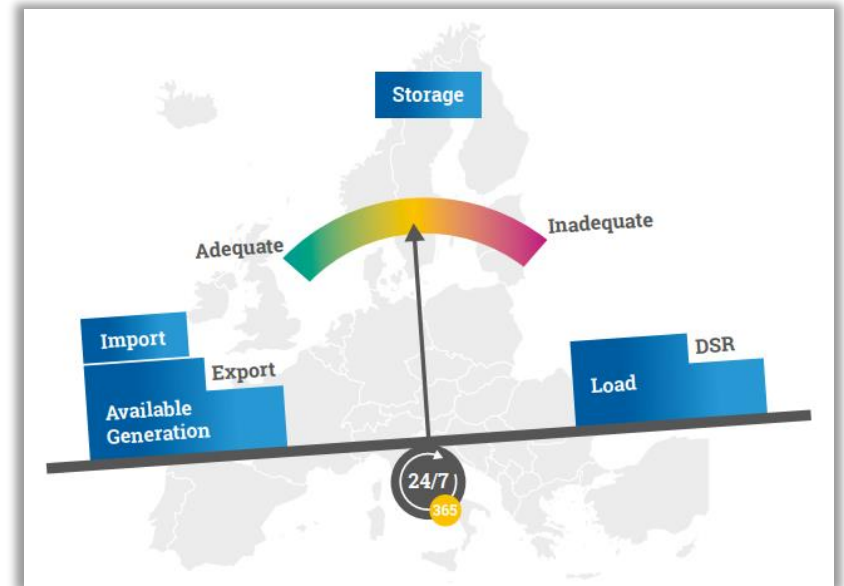 Storage
Adequate
Inadequate
Import
Export
Available
Generation
DSR
Load
24/7
365